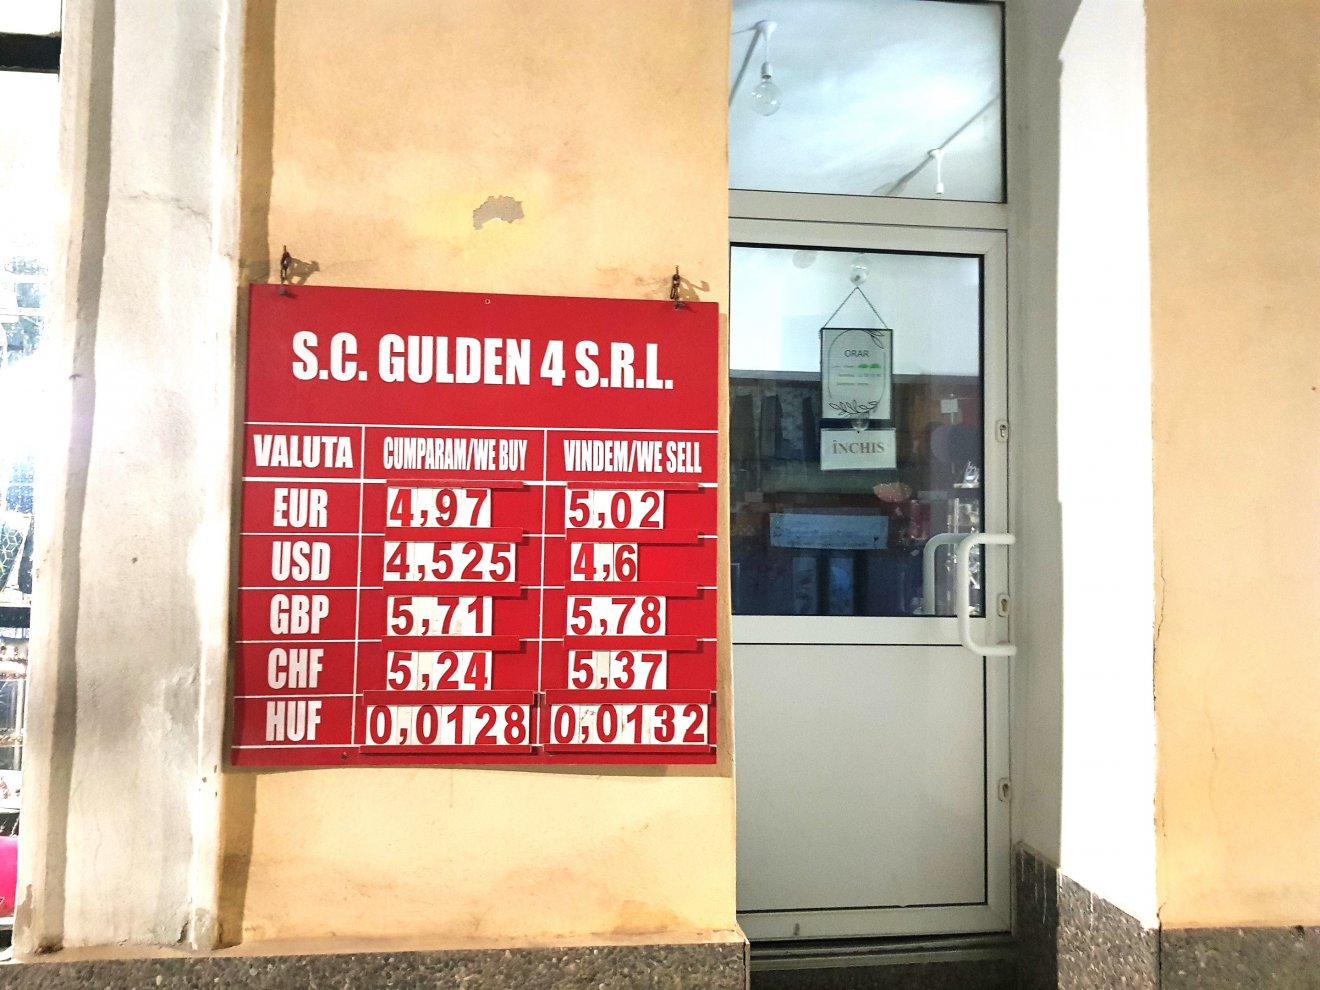 S.C. GULDEN 4 S.R.L.
VALUTA CUMPARAM/WE BUY VINDEM/WE SELL
EUR 4,97 5,02
USD 4,525 4,6
GBP 5,71 5,78
CHF 5,24 5,37
HUF 0,0128 0,0132
ORAR
ÎNCHIS